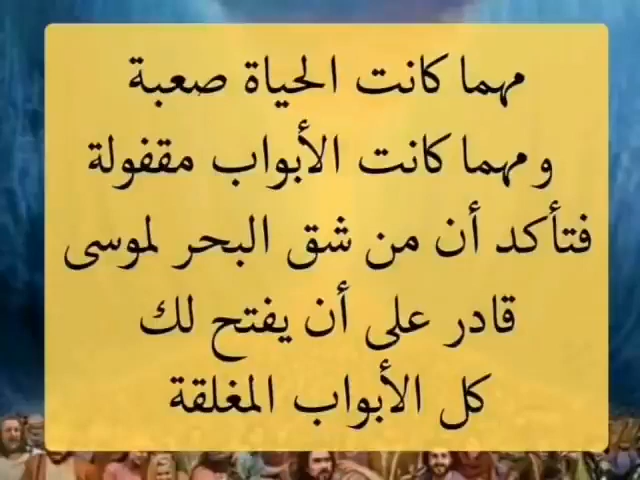 مهما كانت الحياة صعبة
ومهما كانت الأبواب مقفولة
فتأكد أن من شق البحر لموسى
قادر على أن يفتح لك
كل الأبواب المغلقة